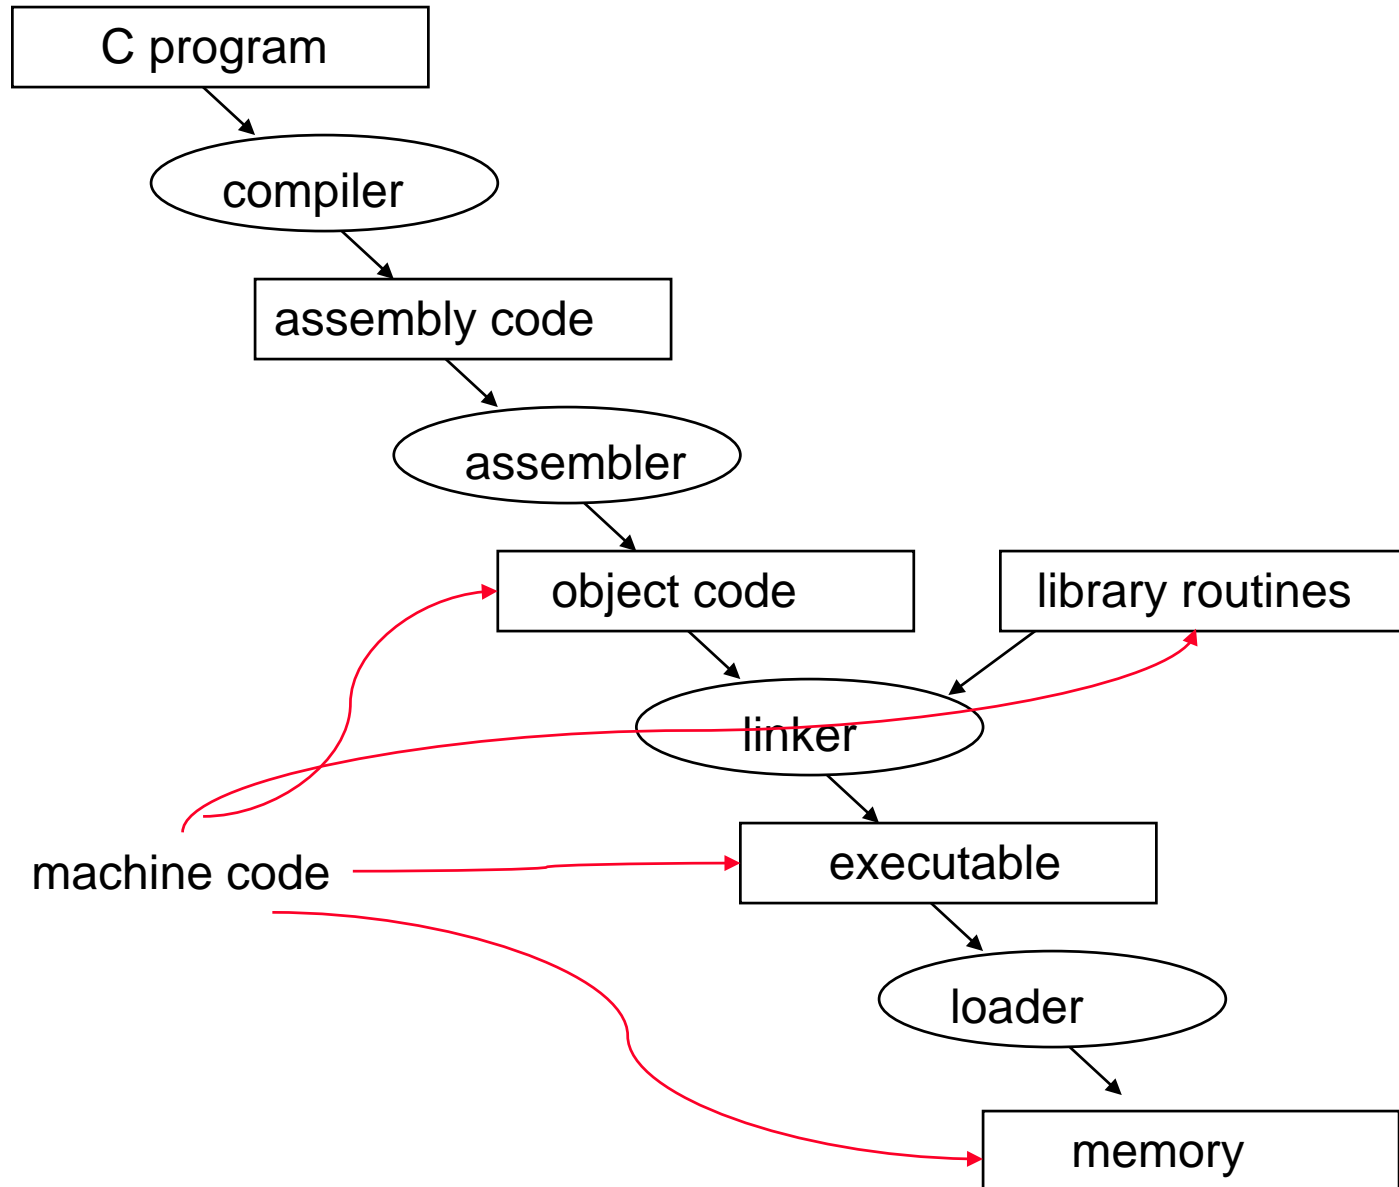 C program
compiler
assembly code
assembler
object code
library routines
linker
executable
machine code
loader
memory